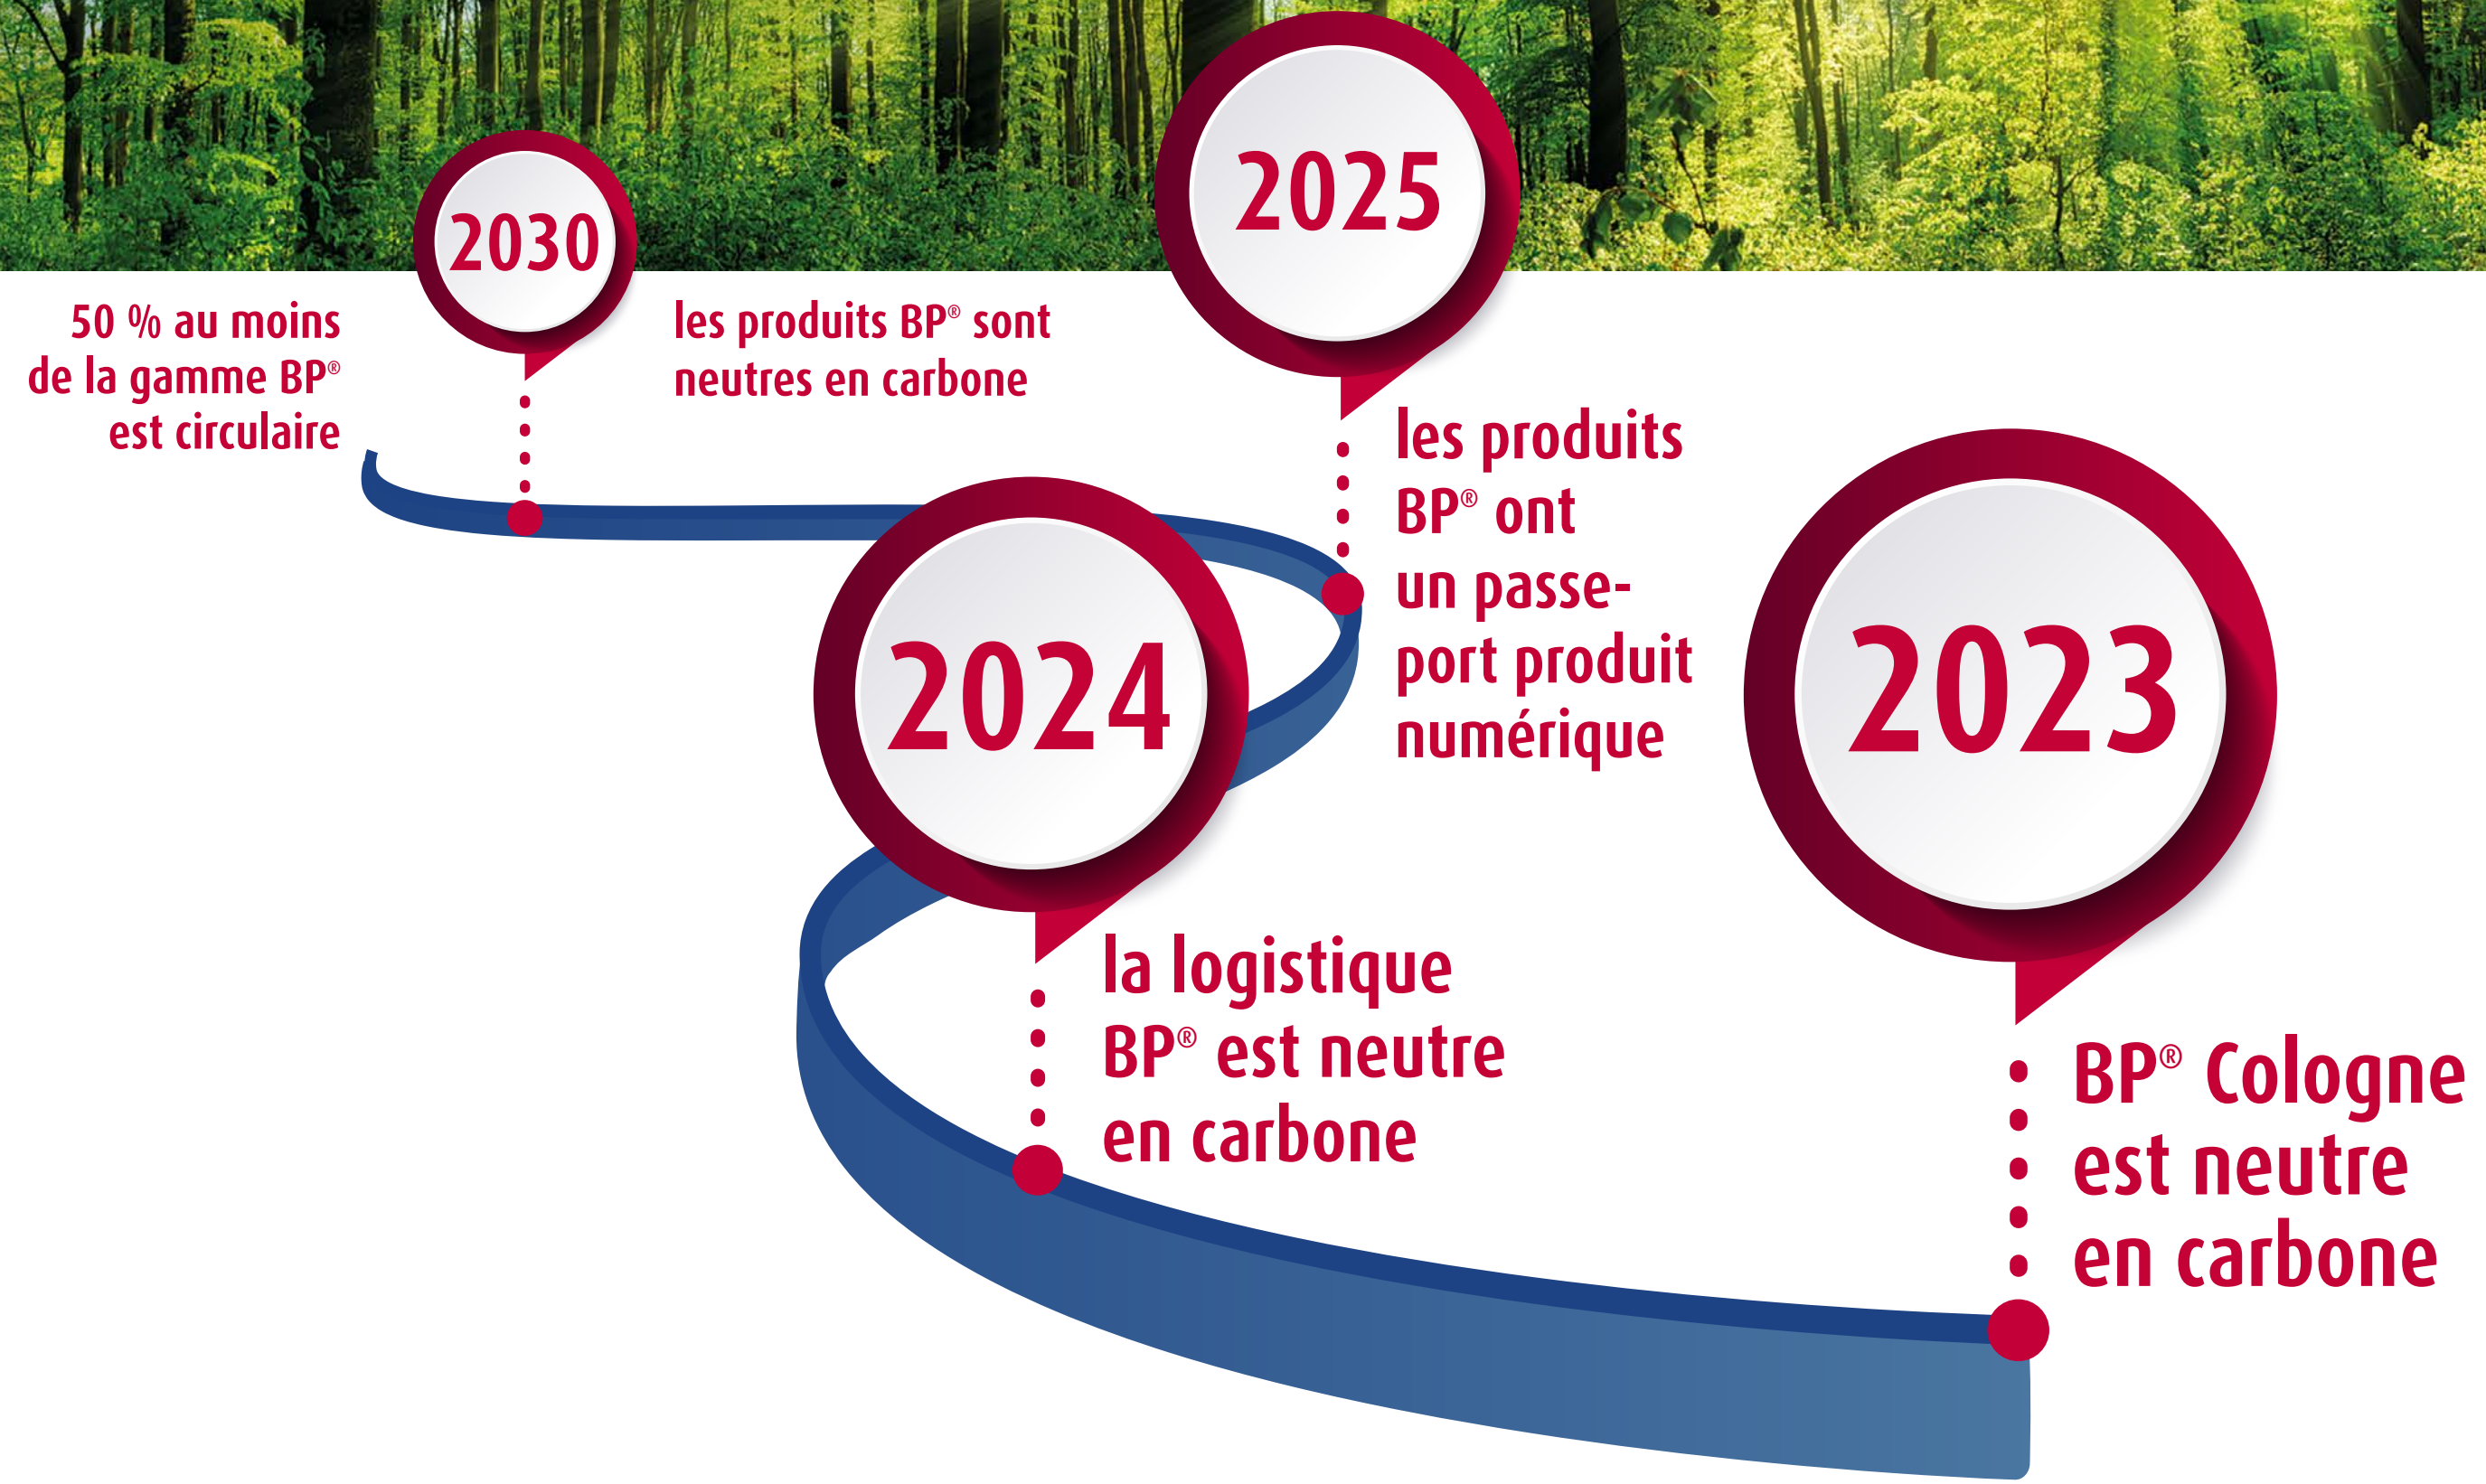 2030
50 % au moins
de la gamme BP®
est circulaire
les produits BP® sont
neutres en carbone
2025
les produits
BP® ont
un passe-
port produit
numérique
2024
la logistique
BP® est neutre
en carbone
2023
BP® Cologne
est neutre
en carbone